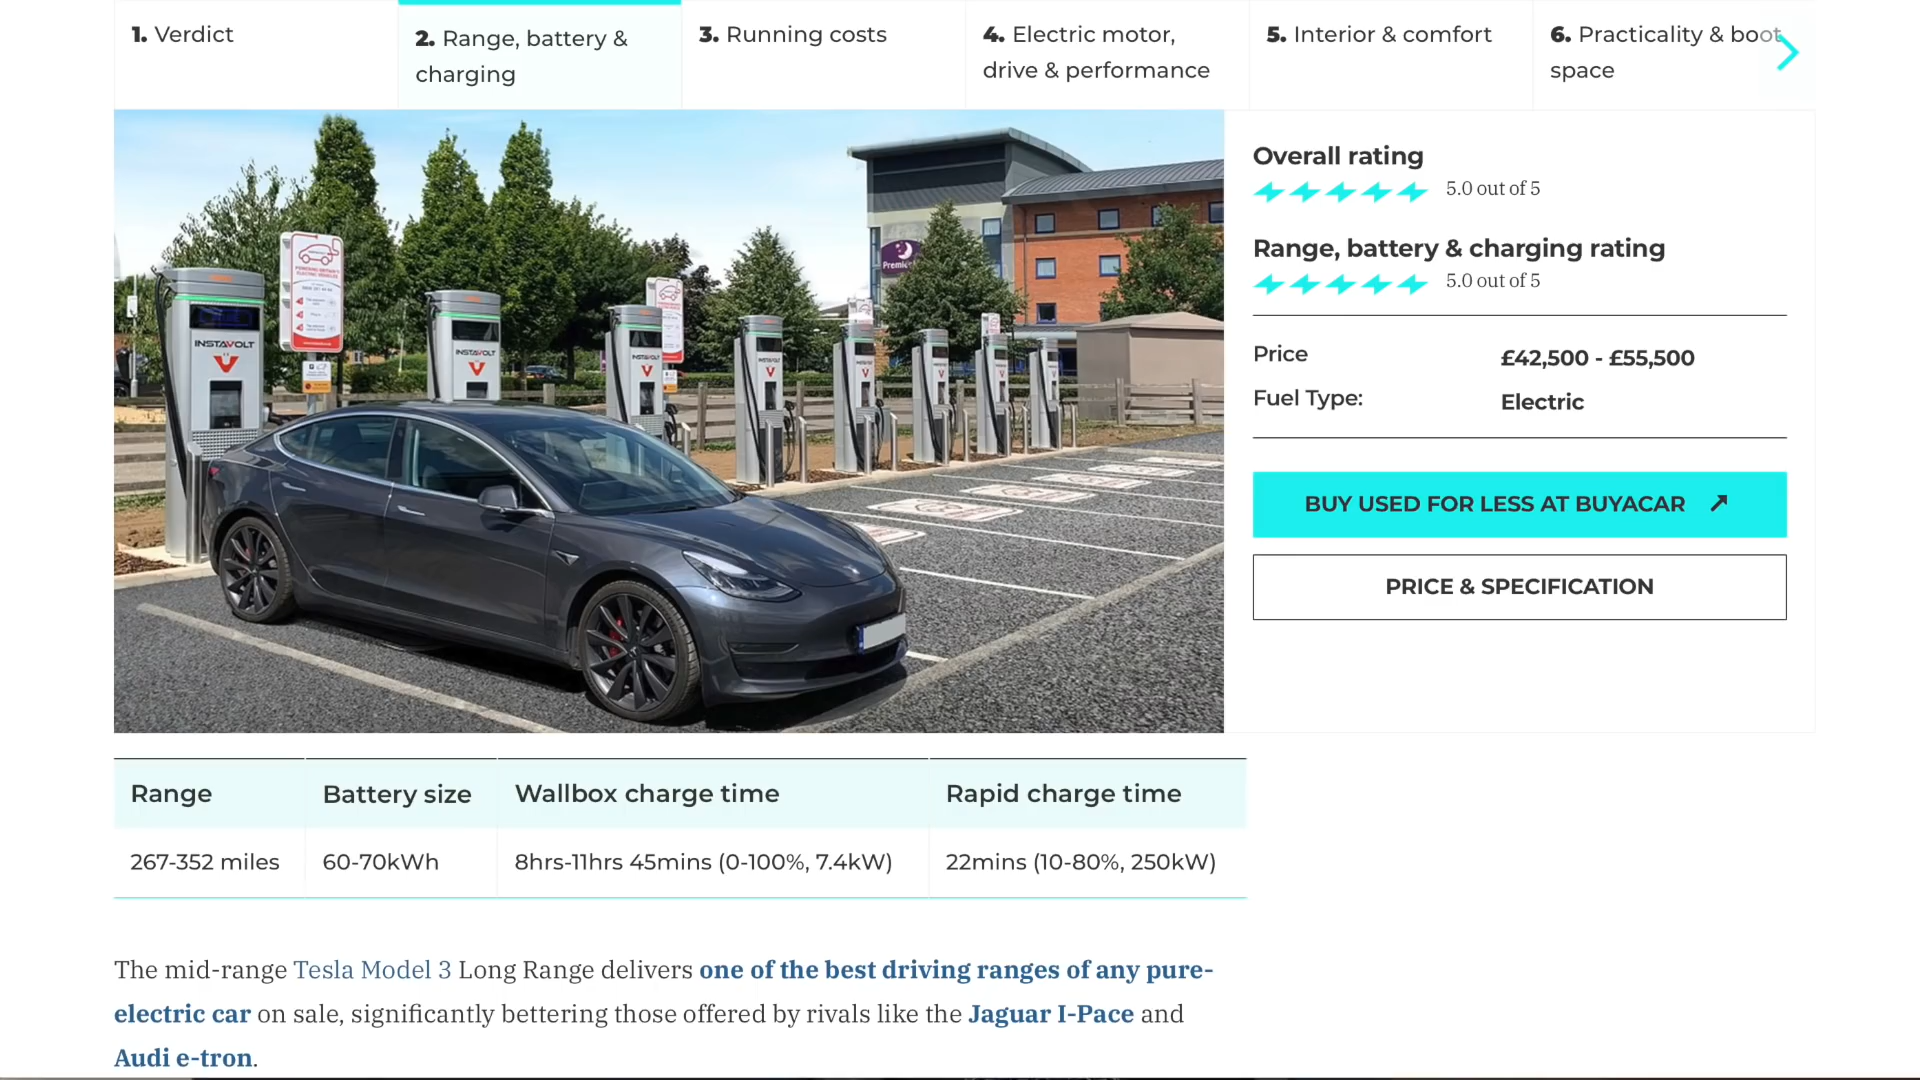 1. Verdict
2. Range, battery &
charging
3. Running costs
4. Electric motor,
drive & performance
5. Interior & comfort
6. Practicality & boot
space
Overall rating
5.0 out of 5
Range, battery & charging rating
5.0 out of 5
Price
£42,500 - £55,500
Fuel Type:
Electric
BUY USED FOR LESS AT BUYACAR
PRICE & SPECIFICATION
INSTAVOLT
INSTAVOLT
INSTAVOLT
INSTAVOLT
Premier
Range
Battery size
Wallbox charge time
Rapid charge time
267-352 miles
60-70kWh
8hrs-11hrs 45mins (0-100%, 7.4kW)
22mins (10-80%, 250kW)
The mid-range Tesla Model 3 Long Range delivers one of the best driving ranges of any pure-
electric car on sale, significantly bettering those offered by rivals like the Jaguar I-Pace and
Audi e-tron.